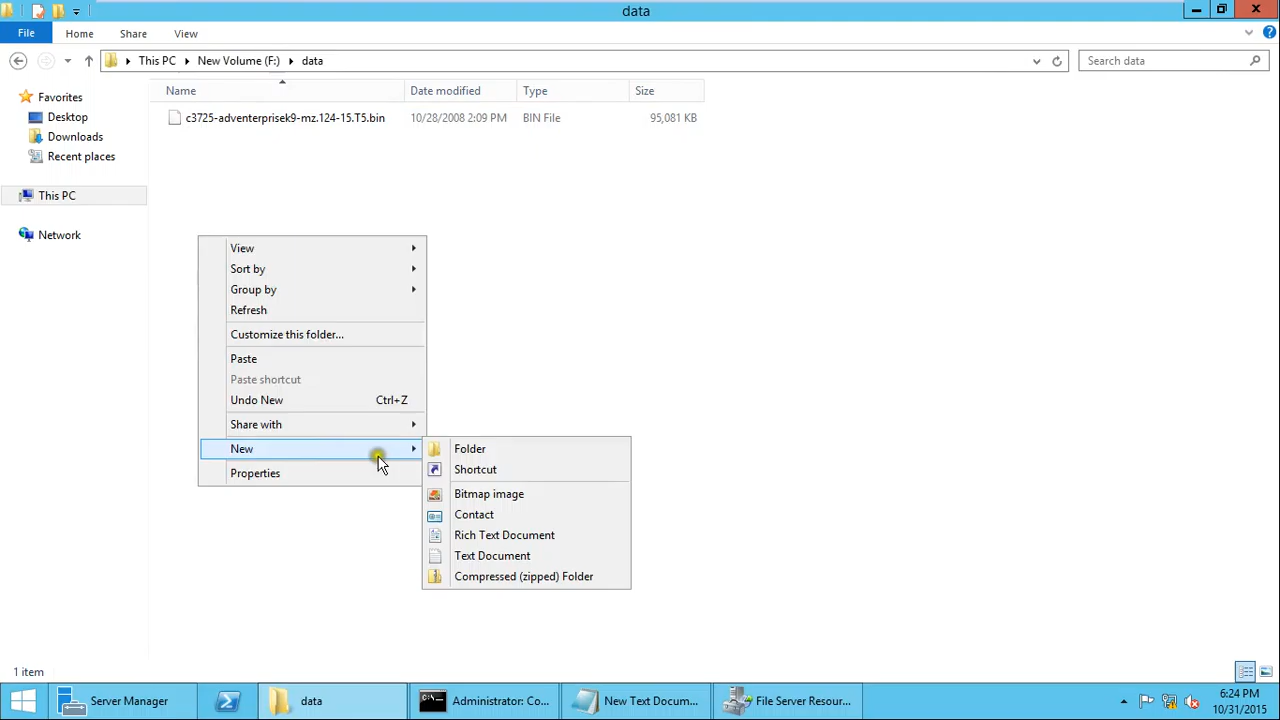 data
File Home Share View
This PC New Volume (F:) data Search data
Name Date modified Type Size
c3725-adventerprisek9-mz.124-15.T5.bin 10/28/2008 2:09 PM BIN File 95,081 KB
Favorites
Desktop
Downloads
Recent places
This PC
Network
View
Sort by
Group by
Refresh
Customize this folder...
Paste
Paste shortcut
Undo New Ctrl+Z
Share with
New
Properties
Folder
Shortcut
Bitmap image
Contact
Rich Text Document
Text Document
Compressed (zipped) Folder
1 item
Server Manager data Administrator: Co... New Text Docum... File Server Resour... 6:24 PM
10/31/2015